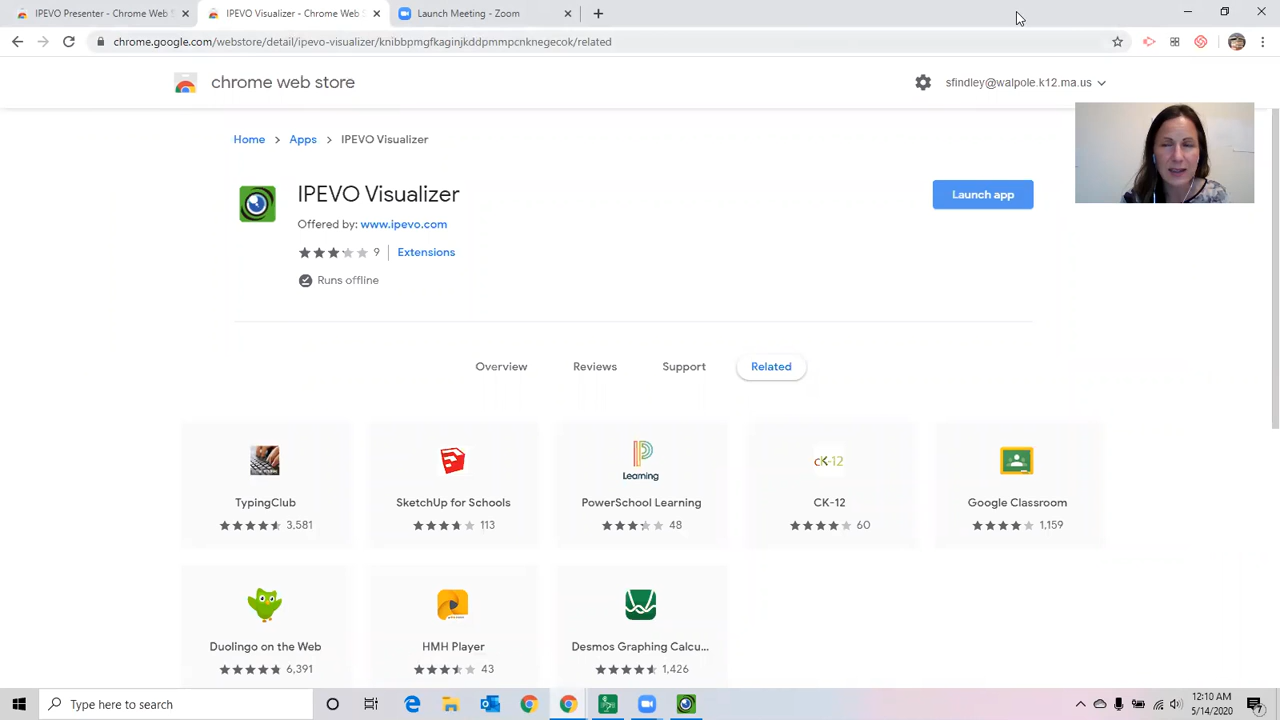 IPEVO Presenter - Chrome Web S
IPEVO Visualizer - Chrome Web S
Launch Meeting - Zoom
chrome.google.com/webstore/detail/ipevo-visualizer/knibbpmgfkaginjkddpmmpcnknegecok/related
chrome web store
sfindley@walpole.k12.ma.us
Home > Apps > IPEVO Visualizer
IPEVO Visualizer
Launch app
Offered by: www.ipevo.com
9 | Extensions
Runs offline
Overview Reviews Support Related
Learning
cK-12
TypingClub
SketchUp for Schools
PowerSchool Learning
CK-12
Google Classroom
3,581
113
48
60
1,159
Duolingo on the Web
HMH Player
Desmos Graphing Calcu...
6,391
43
1,426
Type here to search
12:10 AM
5/14/2020
7